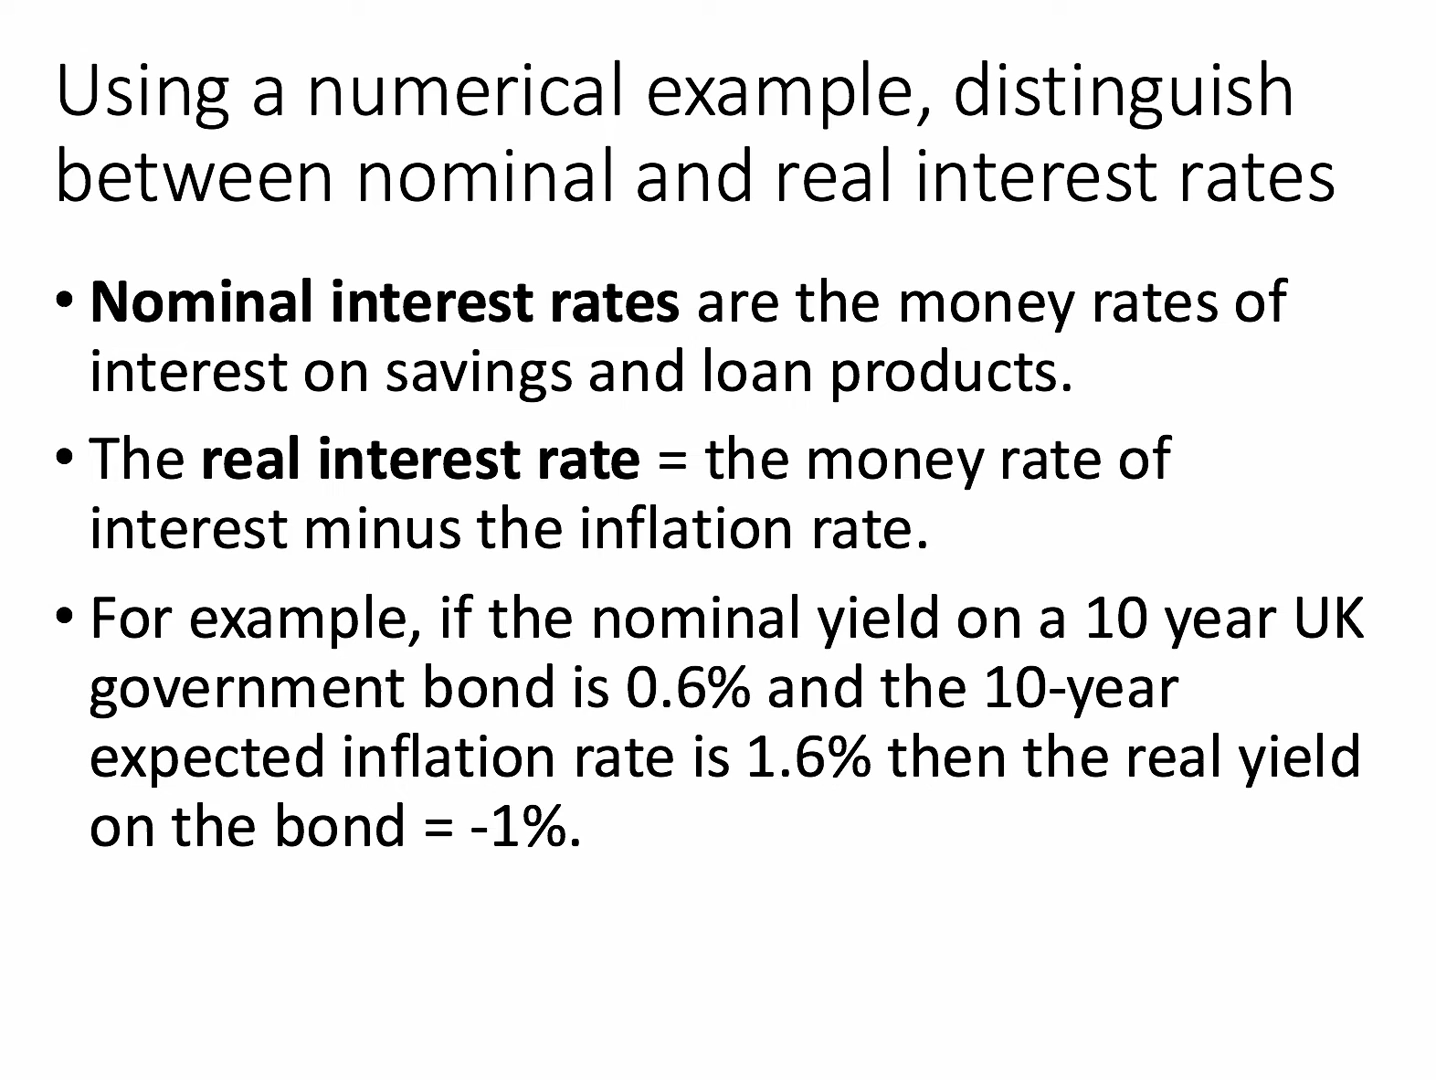 Using a numerical example, distinguish
between nominal and real interest rates
• Nominal interest rates are the money rates of
interest on savings and loan products.
• The real interest rate = the money rate of
interest minus the inflation rate.
• For example, if the nominal yield on a 10 year UK
government bond is 0.6% and the 10-year
expected inflation rate is 1.6% then the real yield
on the bond = -1%.